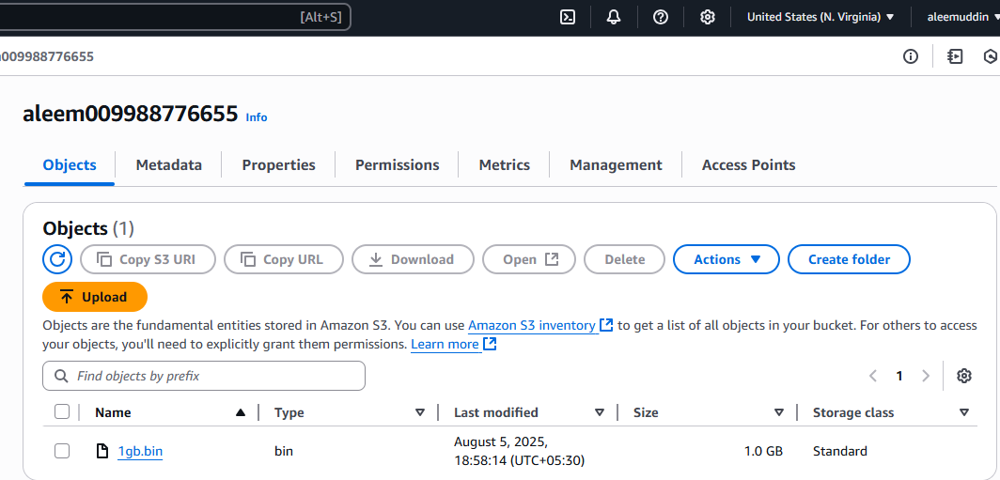 [Alt+S] United States (N. Virginia) aleemuddin
009988776655
aleem009988776655 Info
Objects Metadata Properties Permissions Metrics Management Access Points
Objects (1)
Copy S3 URI Copy URL Download Open Delete Actions Create folder
Upload
Objects are the fundamental entities stored in Amazon S3. You can use Amazon S3 inventory to get a list of all objects in your bucket. For others to access
your objects, you'll need to explicitly grant them permissions. Learn more
Find objects by prefix 1
Name Type Last modified Size Storage class
1gb.bin bin August 5, 2025, 1.0 GB Standard
18:58:14 (UTC+05:30)